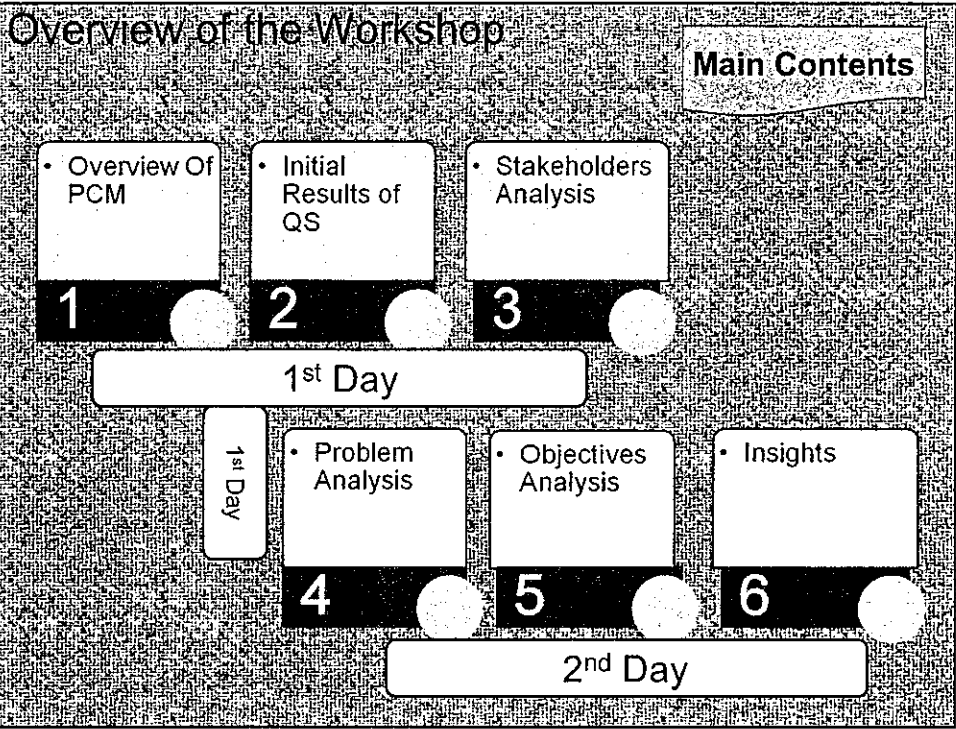 Overview of the Workshop
Main Contents
• Overview Of
PCM
1
• Initial
Results of
QS
2
• Stakeholders
Analysis
3
1st Day
1st Day
• Problem
Analysis
4
• Objectives
Analysis
5
• Insights
6
2nd Day